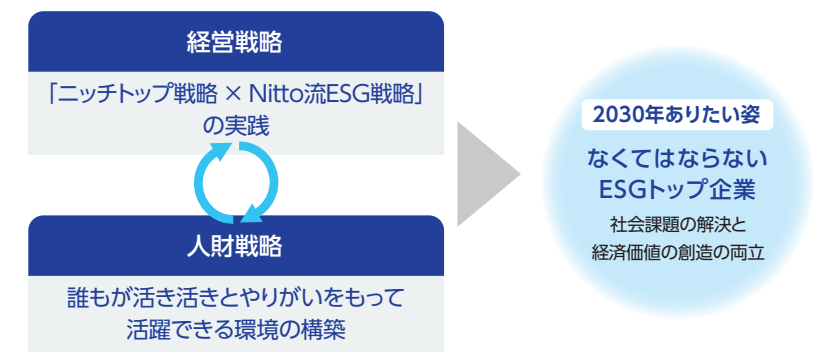 経営戦略
「ニッチトップ戦略 × Nitto流ESG戦略」
の実践
人財戦略
誰もが活き活きとやりがいをもって
活躍できる環境の構築
2030年ありたい姿
なくてはならない
ESGトップ企業
社会課題の解決と
経済価値の創造の両立